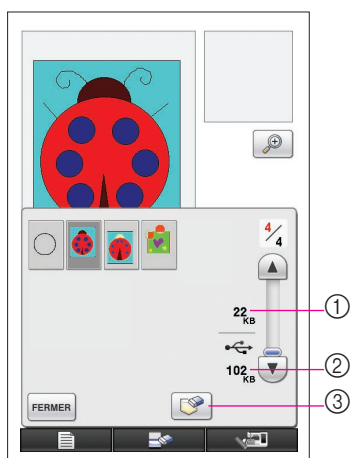 4/4
22 KB
①
102 KB
②
③
FERMER